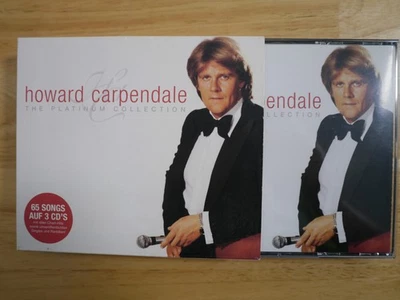 howard carpendale
THE PLATINUM COLLECTION
65 SONGS
AUF 3 CD'S
endale
COLLECTION